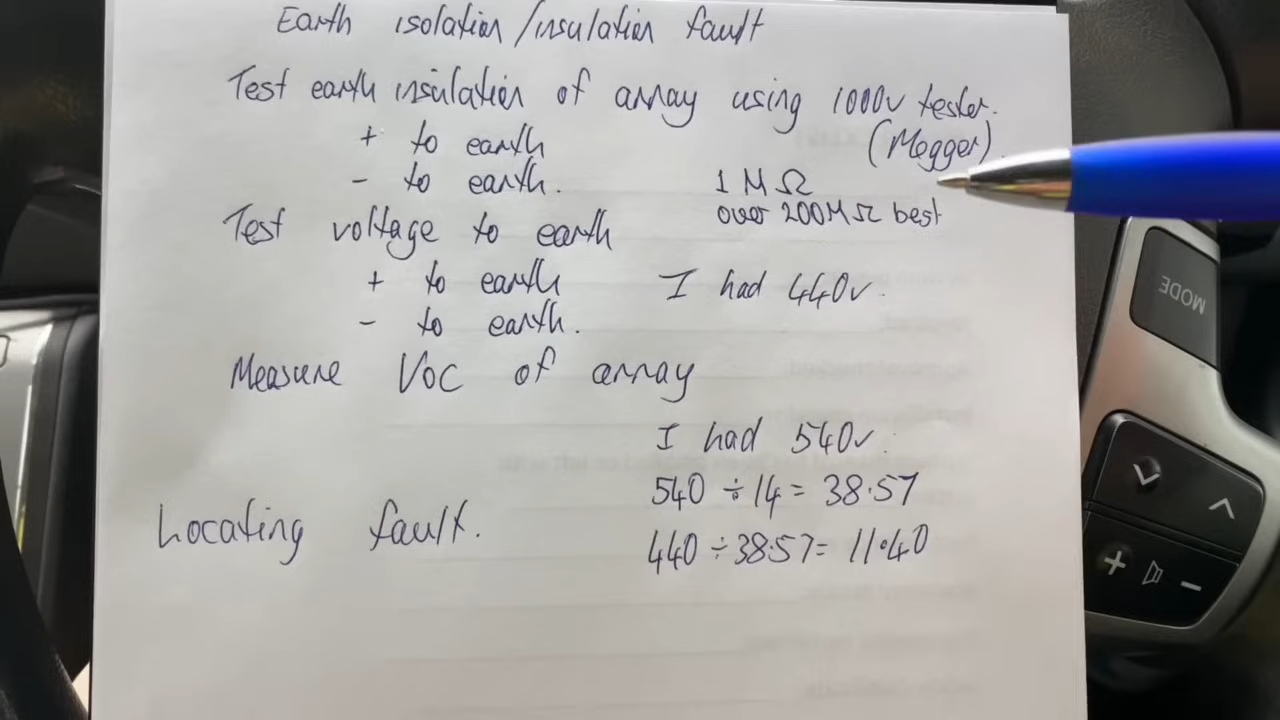 Earth isolation/insulation fault
Test earth insulation of array using 1000v tester.
(Megger).
+ to earth
- to earth.
1 M Ω
over 200M Ω best
Test voltage to earth
+ to earth
I had 440v.
- to earth.
Measure Voc of array
I had 540v.
540 ÷ 14 = 38.57
440 ÷ 38.57 = 11.40
Locating fault.
MODE
+ -